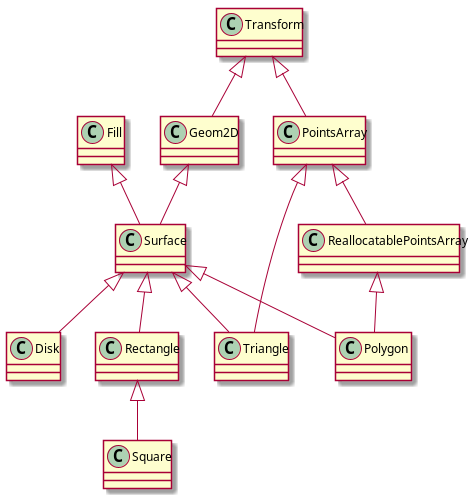 C Transform
C Fill
C Geom2D
C PointsArray
C Surface
C ReallocatablePointsArray
C Disk
C Rectangle
C Triangle
C Polygon
C Square